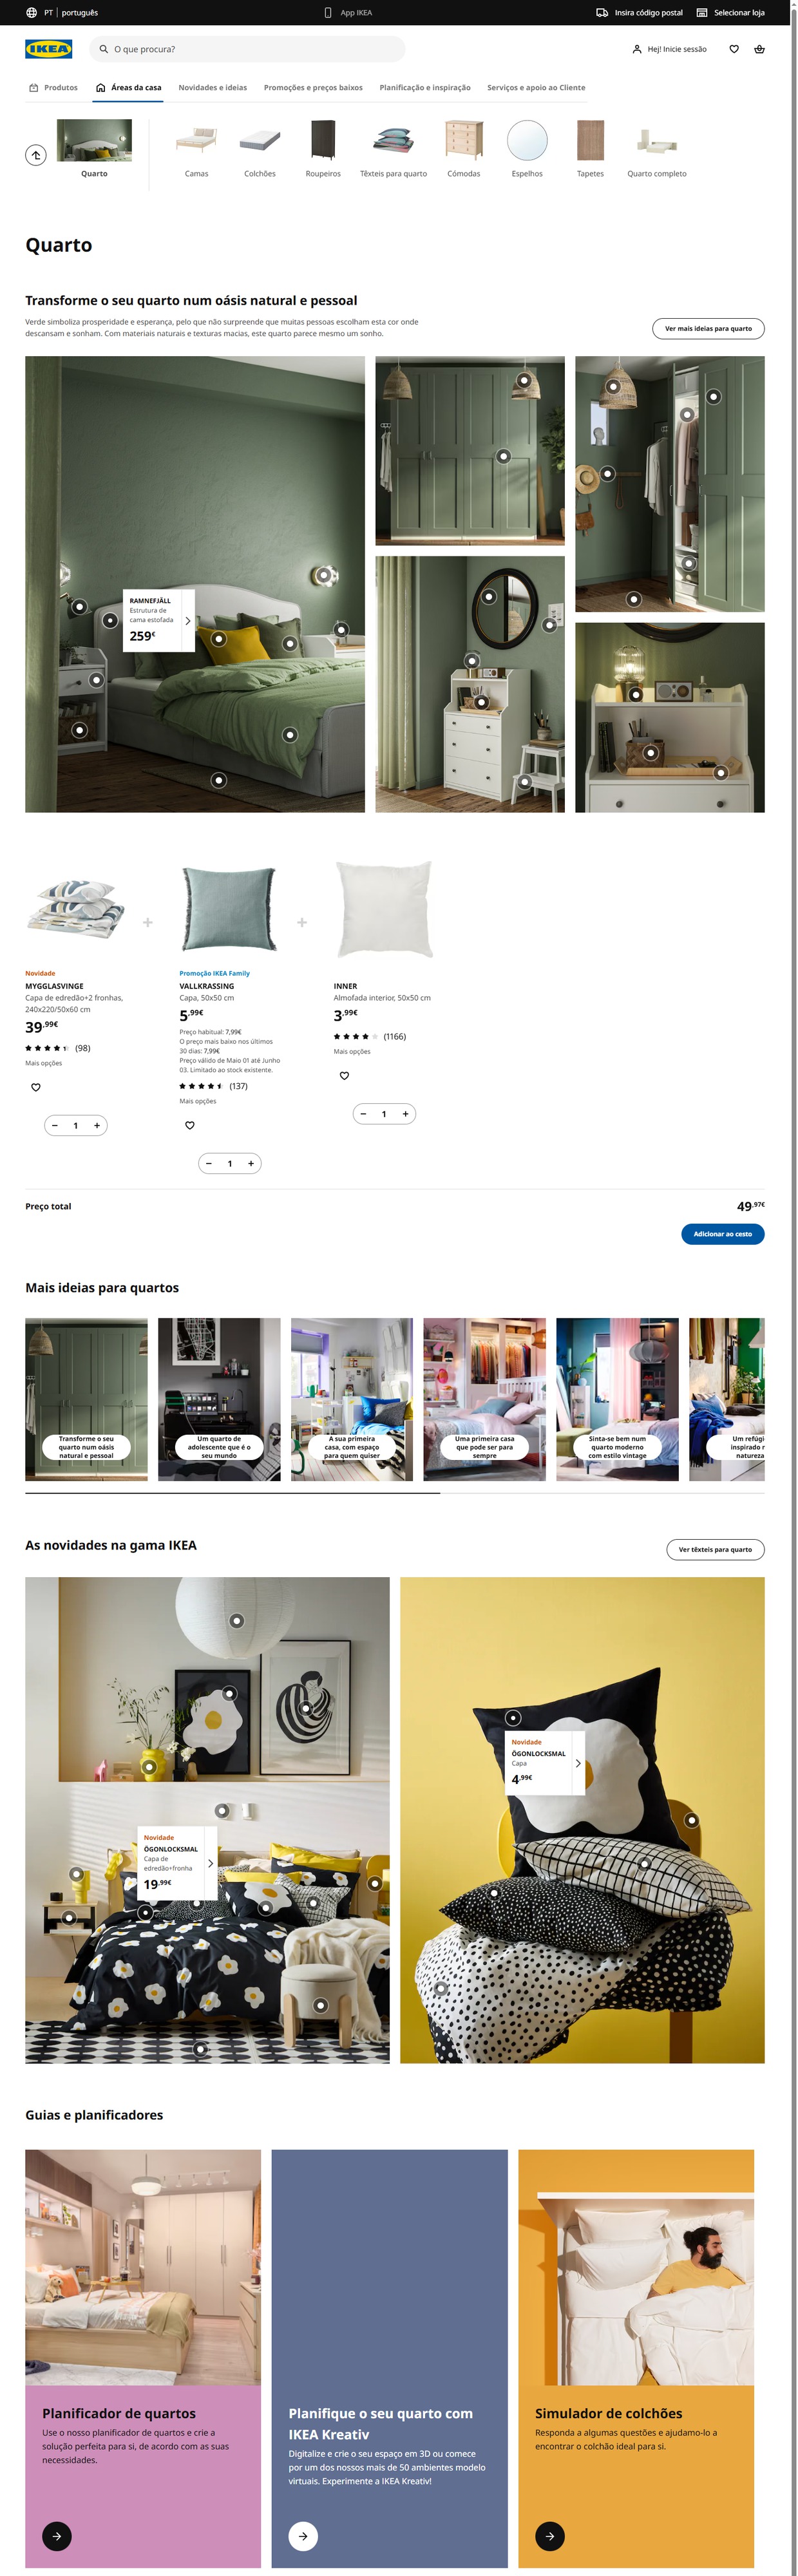 PT | português
App IKEA
Insira código postal
Selecionar loja
IKEA
O que procura?
Hej! Inicie sessão
Produtos
Áreas da casa
Novidades e ideias
Promoções e preços baixos
Planificação e inspiração
Serviços e apoio ao Cliente
Quarto
Camas
Colchões
Roupeiros
Têxteis para quarto
Cómodas
Espelhos
Tapetes
Quarto completo
Quarto
Transforme o seu quarto num oásis natural e pessoal
Verde simboliza prosperidade e esperança, pelo que não surpreende que muitas pessoas escolham esta cor onde
descansam e sonham. Com materiais naturais e texturas macias, este quarto parece mesmo um sonho.
Ver mais ideias para quarto
RAMNEFJÄLL
Estrutura de
cama estofada
259€
Novidade
MYGGLASVINGE
Capa de edredão+2 fronhas,
240x220/50x60 cm
39,99€
(98)
Mais opções
1
Promoção IKEA Family
VALLKRASSING
Capa, 50x50 cm
5,99€
Preço habitual: 7,99€
O preço mais baixo nos últimos
30 dias: 7,99€
Preço válido de Maio 01 até Junho
03. Limitado ao stock existente.
(137)
Mais opções
1
INNER
Almofada interior, 50x50 cm
3,99€
(1166)
Mais opções
1
Preço total
49,97€
Adicionar ao cesto
Mais ideias para quartos
Transforme o seu
quarto num oásis
natural e pessoal
Um quarto de
adolescente que é o
seu mundo
A sua primeira
casa, com espaço
para quem quiser
Uma primeira casa
que pode ser para
sempre
Sinta-se bem num
quarto moderno
com estilo vintage
Um refúgi
inspirado r
natureza
As novidades na gama IKEA
Ver têxteis para quarto
Novidade
ÖGONLOCKSMAL
Capa de
edredão+fronha
19,99€
Novidade
ÖGONLOCKSMAL
Capa
4,99€
Guias e planificadores
Planificador de quartos
Use o nosso planificador de quartos e crie a
solução perfeita para si, de acordo com as suas
necessidades.
Planifique o seu quarto com
IKEA Kreativ
Digitalize e crie o seu espaço em 3D ou comece
por um dos nossos mais de 50 ambientes modelo
virtuais. Experimente a IKEA Kreativ!
Simulador de colchões
Responda a algumas questões e ajudamo-lo a
encontrar o colchão ideal para si.